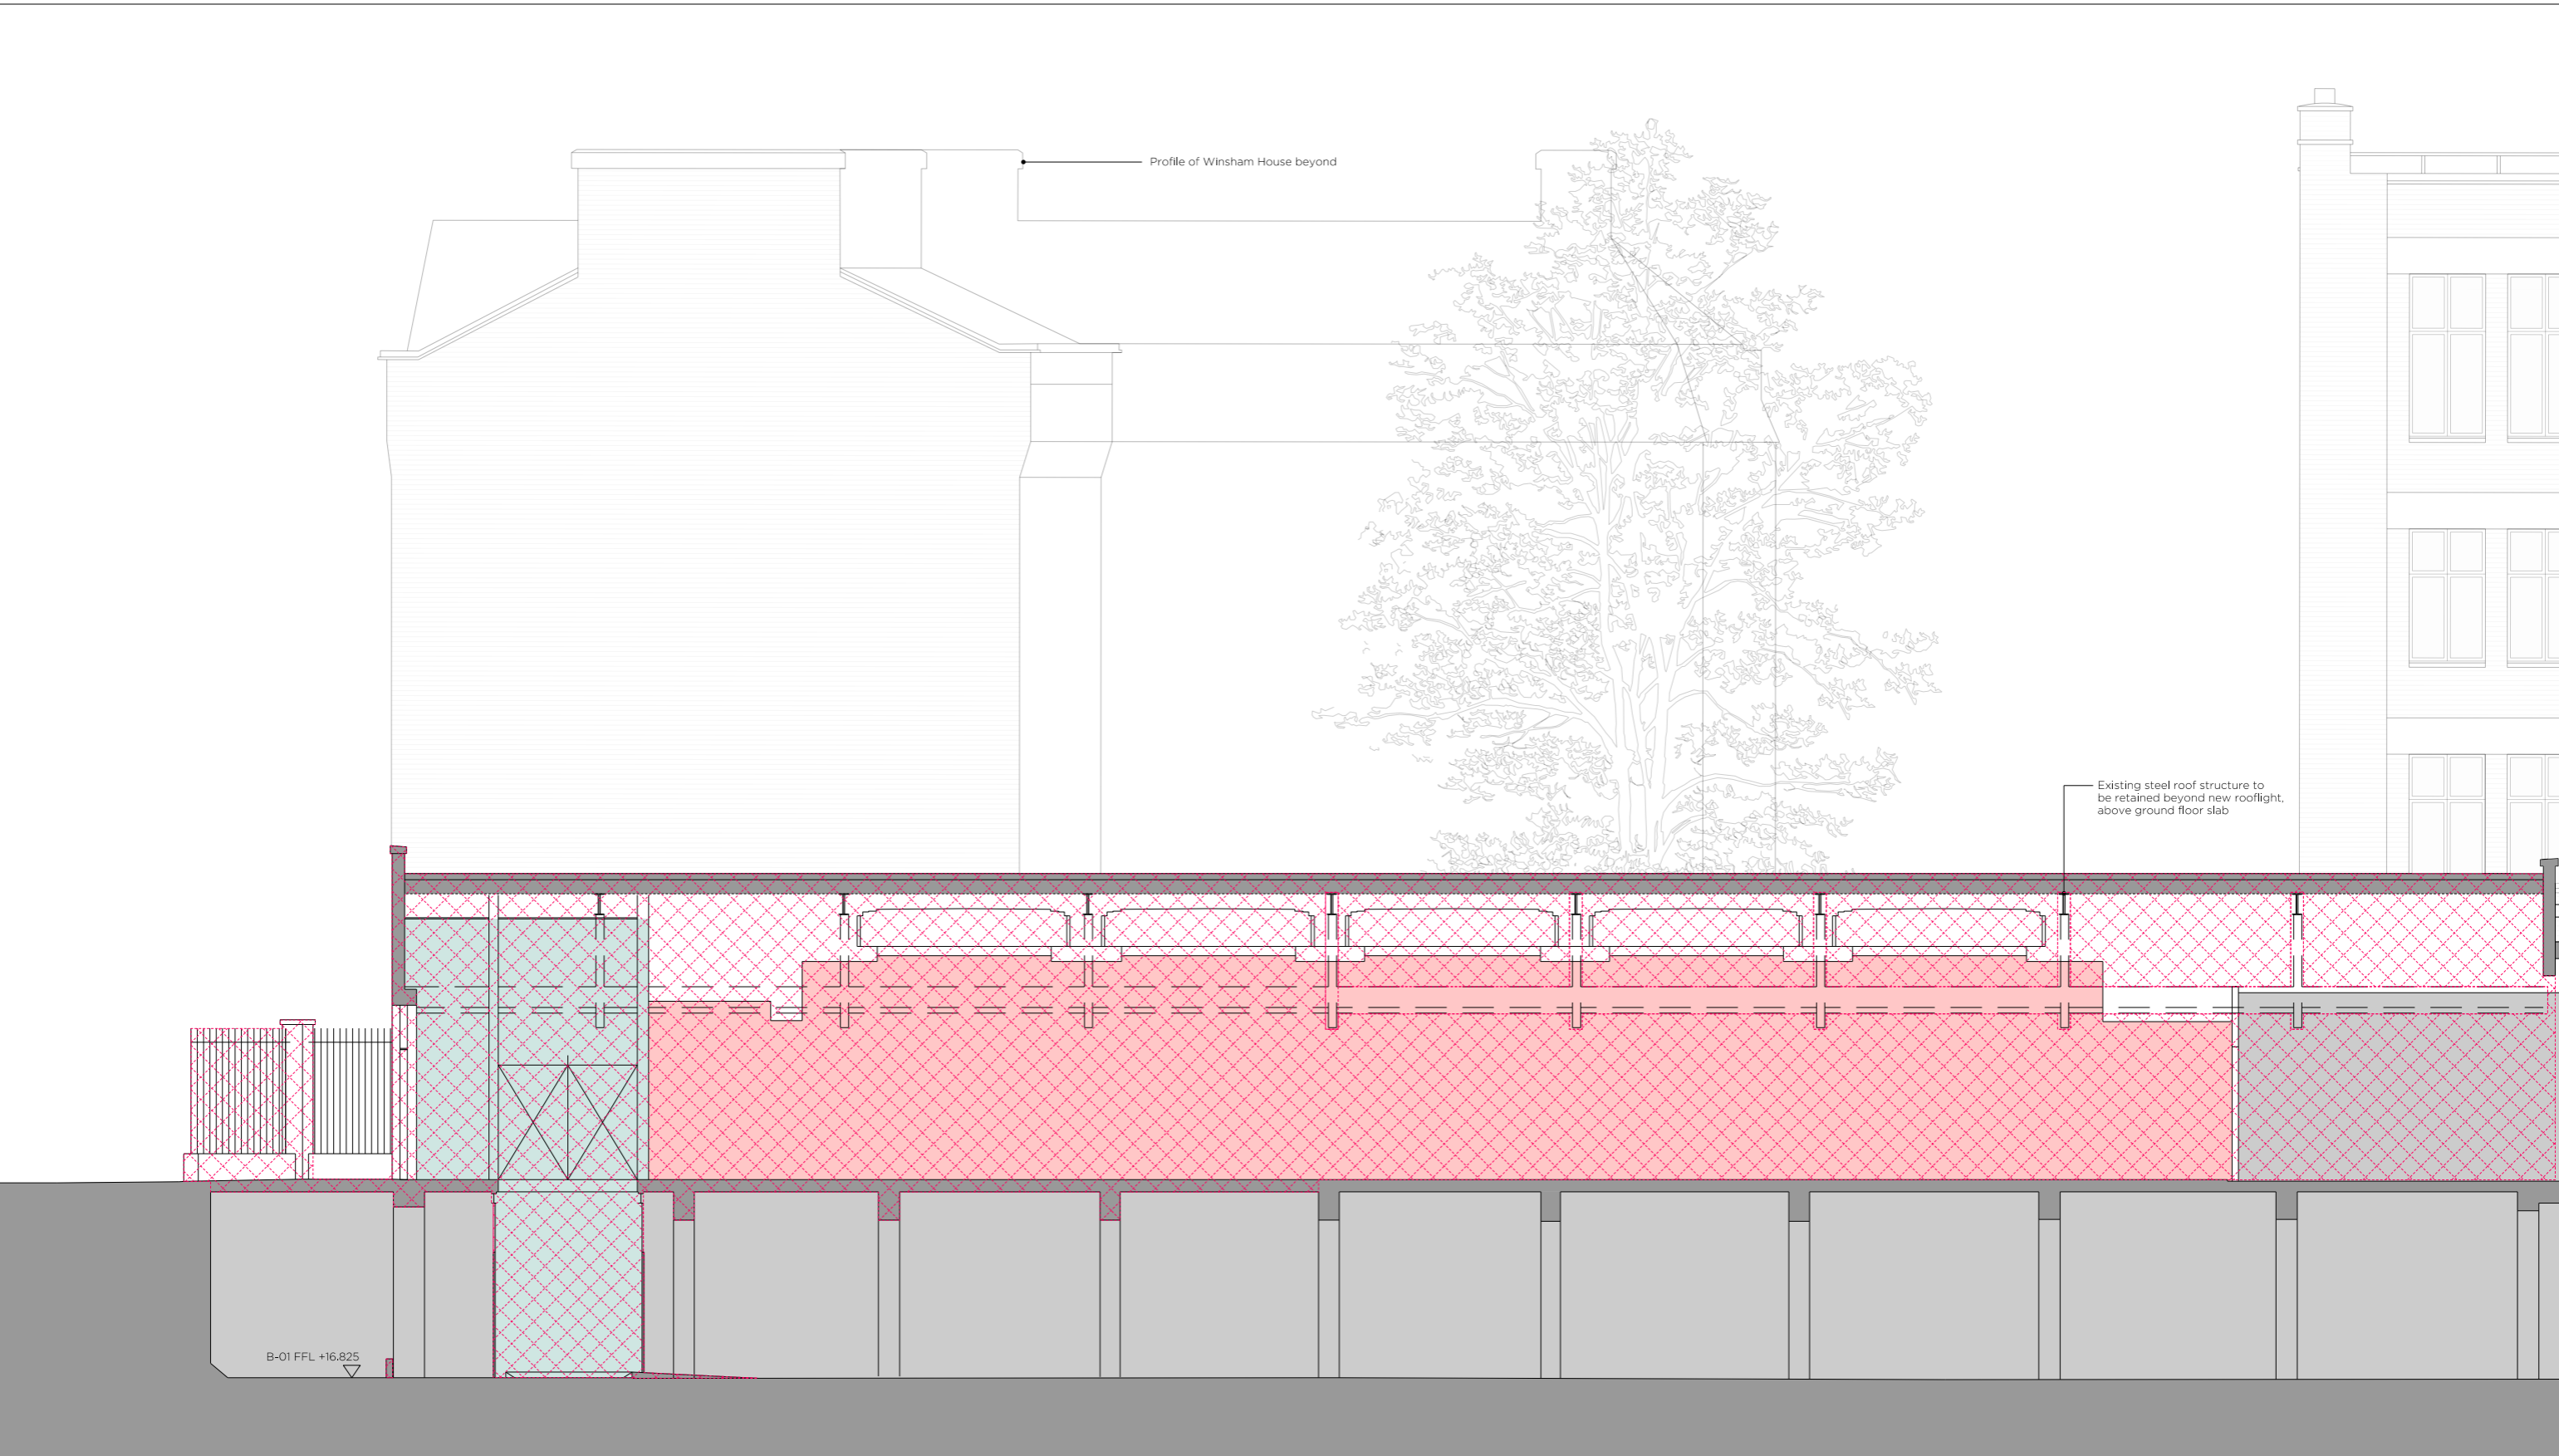 Profile of Winsham House beyond
Existing steel roof structure to
be retained beyond new rooflight,
above ground floor slab
B-01 FFL +16.825